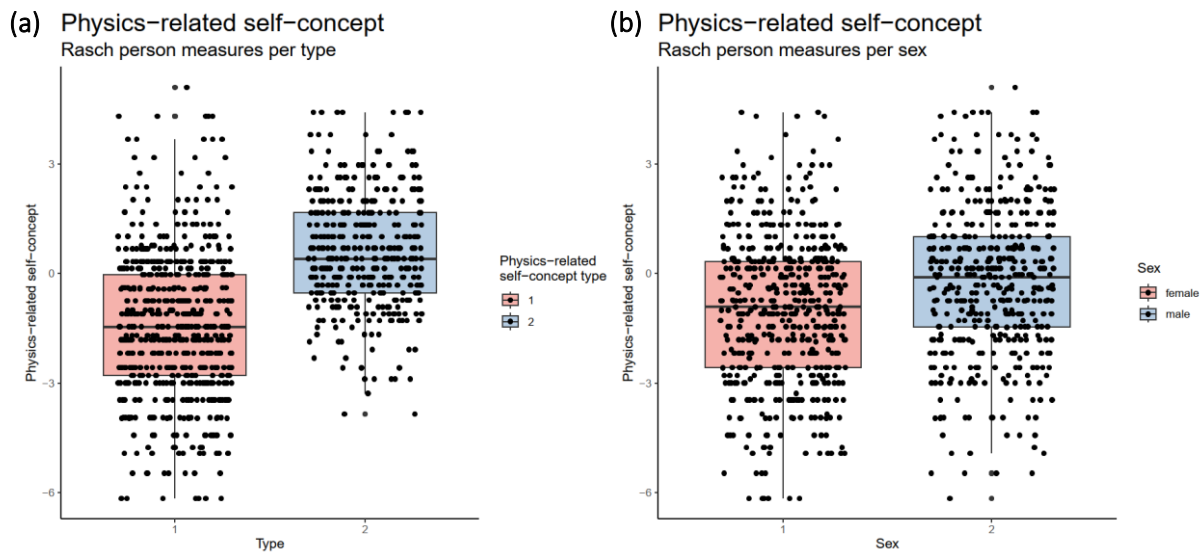 (a) Physics-related self-concept
Rasch person measures per type
Physics-related self-concept
3
0
−3
−6
1
2
Type
Physics-related
self-concept type
1
2
(b) Physics-related self-concept
Rasch person measures per sex
Physics-related self-concept
3
0
−3
−6
1
2
Sex
Sex
female
male